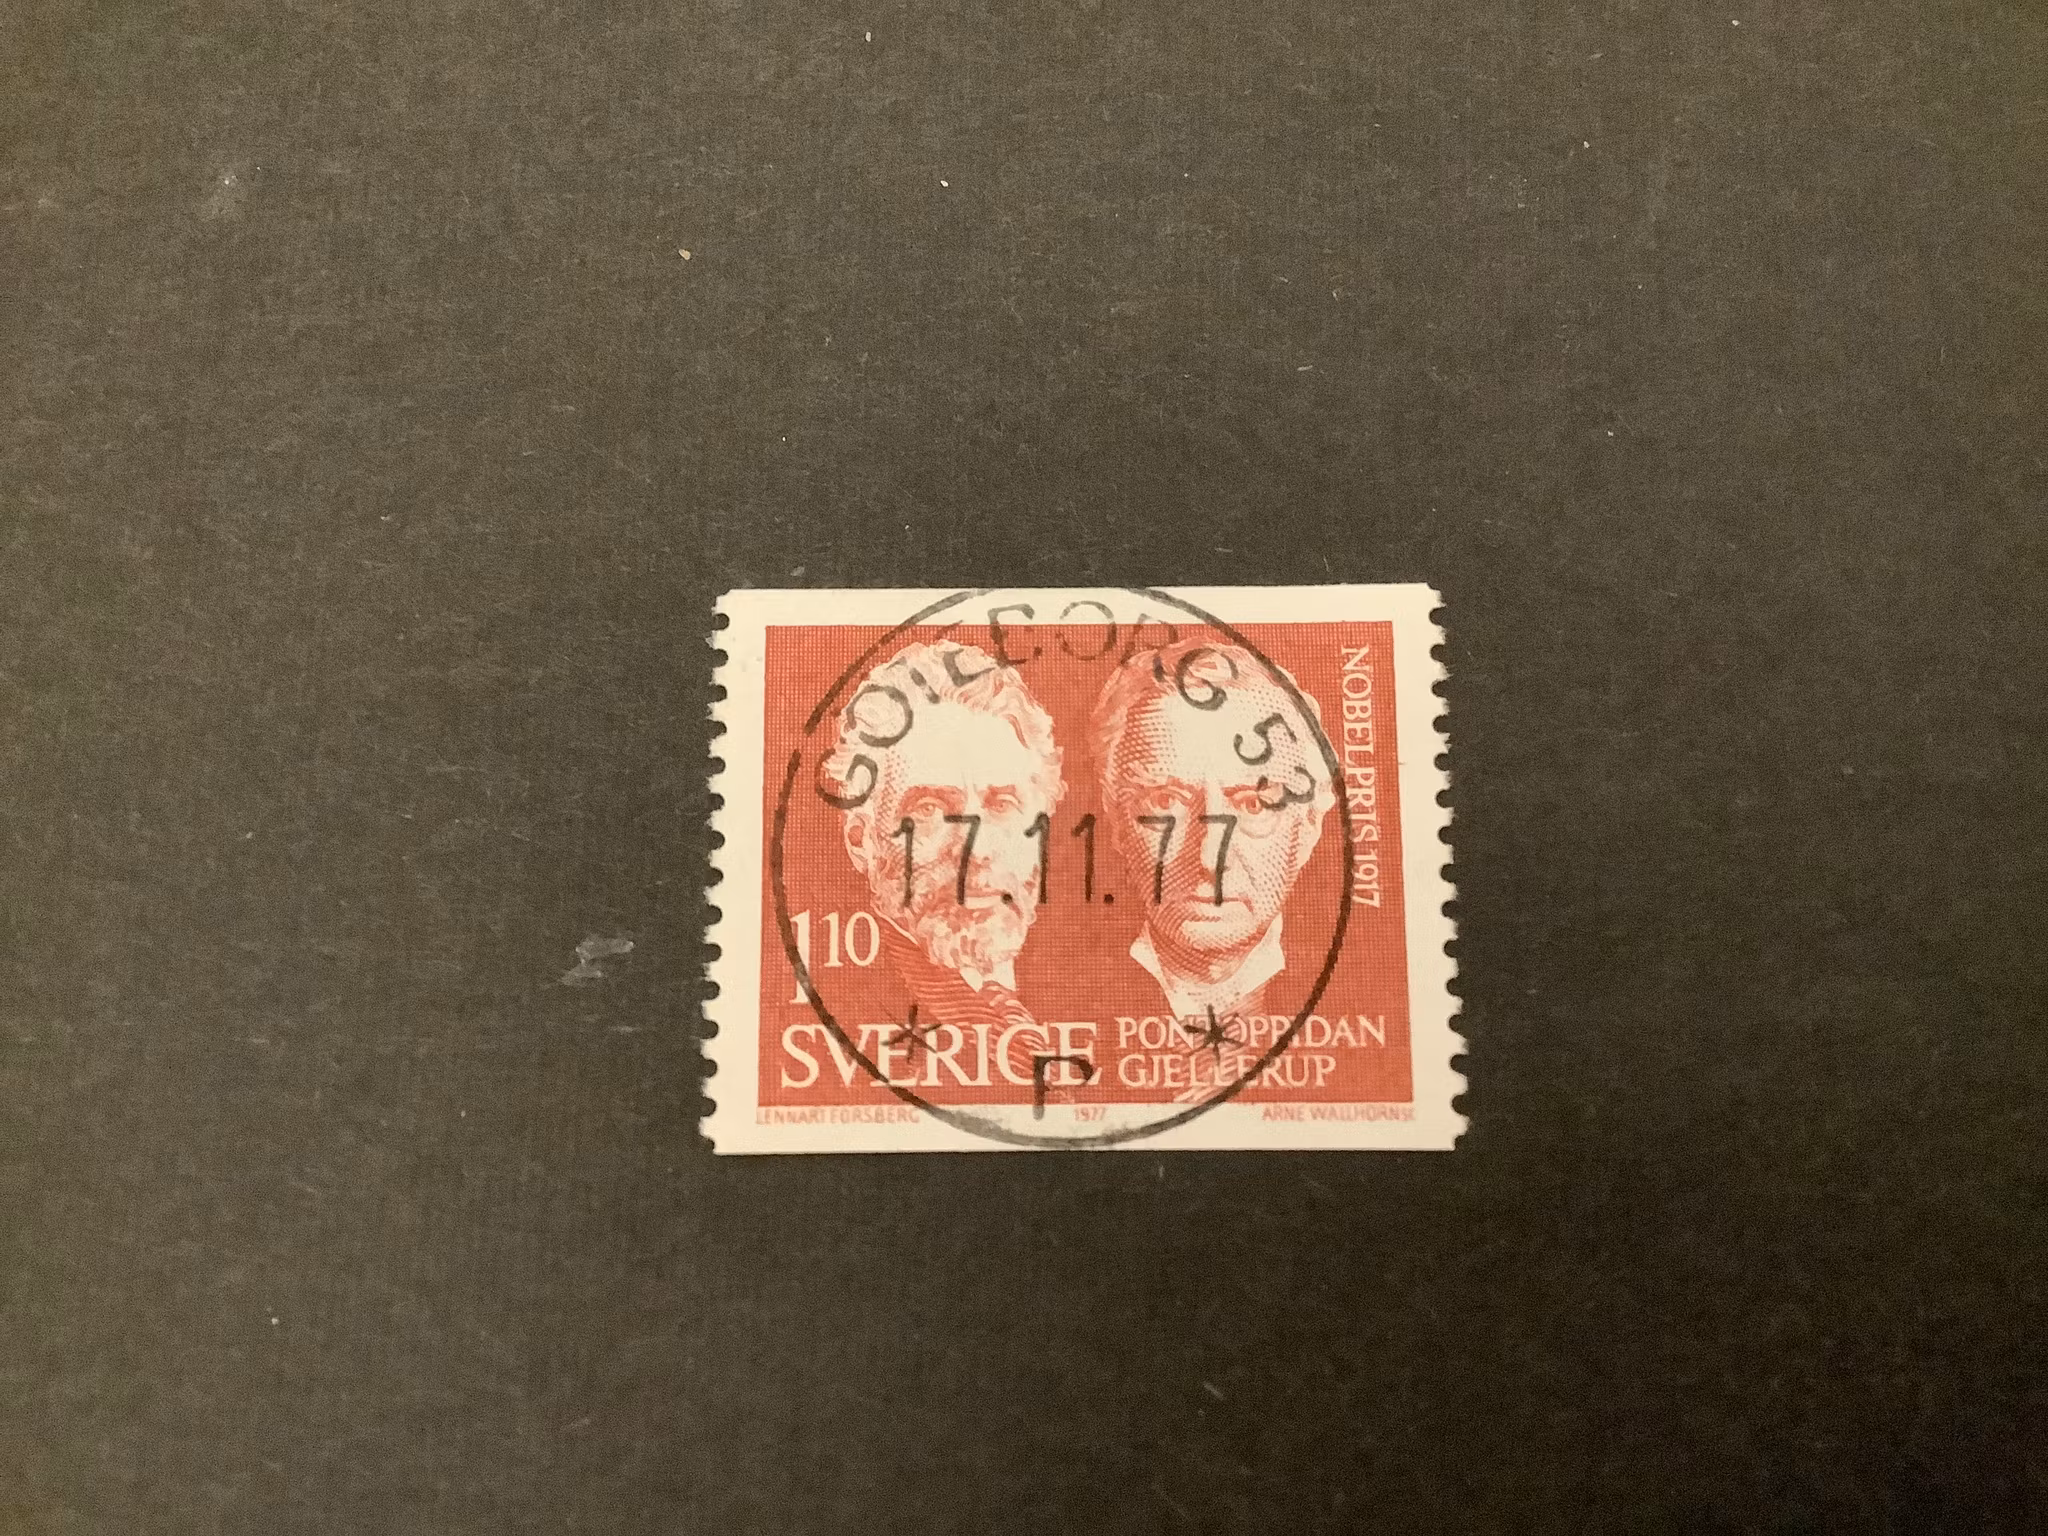 GÖTEBORG 53
17.11.77
P
NOBELPRIS 1917
1 10
SVERIGE
PONTOPPIDAN
GJELLERUP
LENNART FORSBERG 1977 ARNE WALLHORN SC